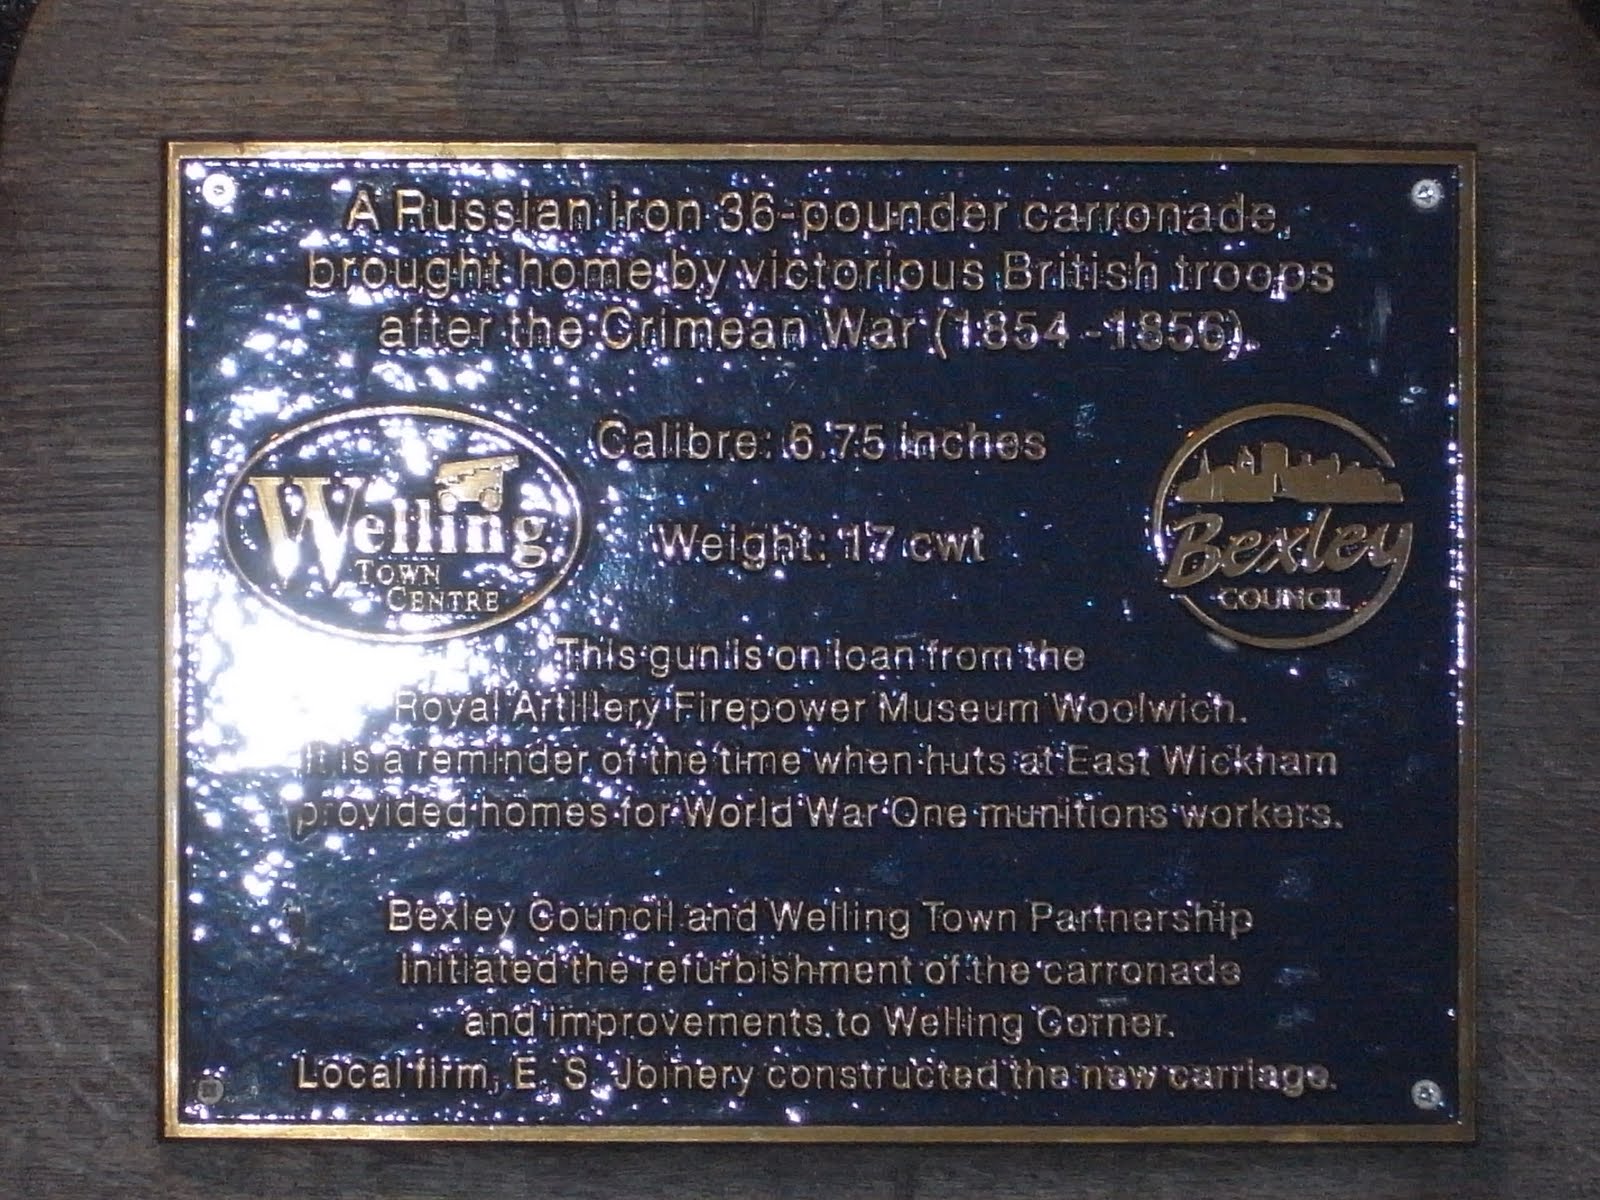 A Russian iron 36-pounder carronade,
brought home by victorious British troops
after the Crimean War (1854 - 1856).
Calibre: 6.75 inches
Weight: 17 cwt
Welling
TOWN
CENTRE
Bexley
COUNCIL
This gun is on loan from the
Royal Artillery Firepower Museum Woolwich.
It is a reminder of the time when huts at East Wickham
provided homes for World War One munitions workers.
Bexley Council and Welling Town Partnership
initiated the refurbishment of the carronade
and improvements to Welling Corner.
Local firm, E. S. Joinery constructed the new carriage.